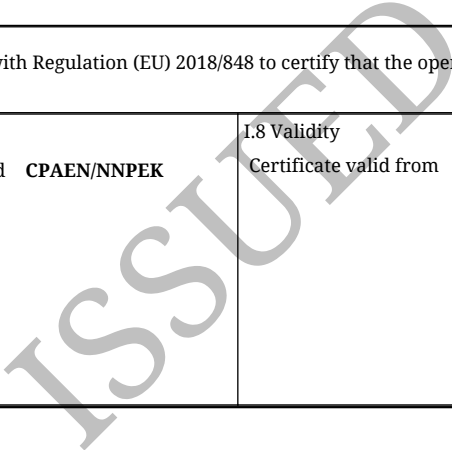 with Regulation (EU) 2018/848 to certify that the oper
d CPAEN/NNPEK
I.8 Validity
Certificate valid from
ISSUED